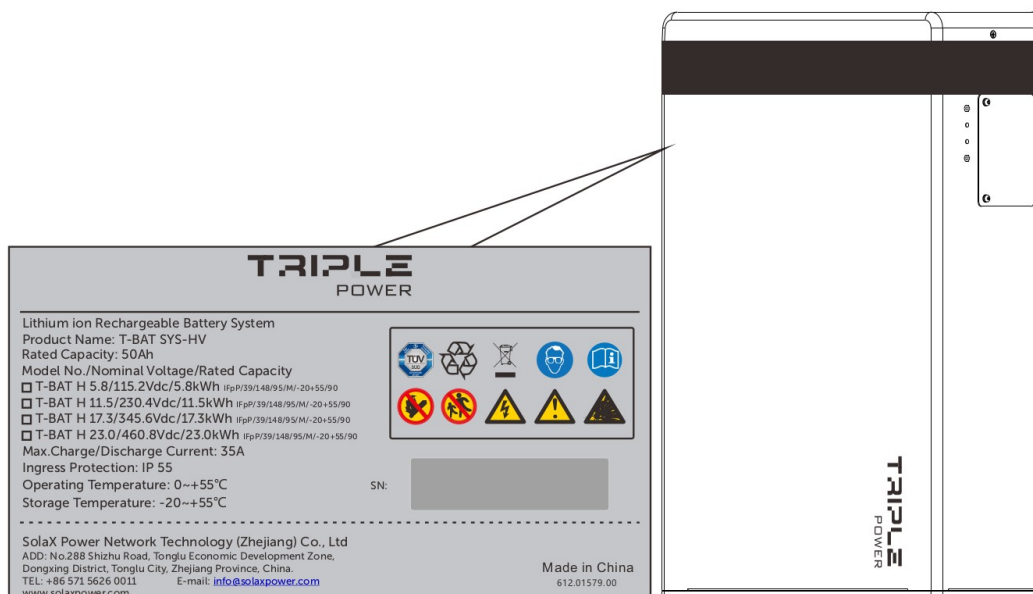 TRIPLE
POWER
Lithium ion Rechargeable Battery System
Product Name: T-BAT SYS-HV
Rated Capacity: 50Ah
Model No./Nominal Voltage/Rated Capacity
T-BAT H 5.8/115.2Vdc/5.8kWh IFpP/39/148/95/M/-20+55/90
T-BAT H 11.5/230.4Vdc/11.5kWh IFpP/39/148/95/M/-20+55/90
T-BAT H 17.3/345.6Vdc/17.3kWh IFpP/39/148/95/M/-20+55/90
T-BAT H 23.0/460.8Vdc/23.0kWh IFpP/39/148/95/M/-20+55/90
Max.Charge/Discharge Current: 35A
Ingress Protection: IP 55
Operating Temperature: 0~+55℃
Storage Temperature: -20~+55℃
TÜV
SÜD
SN:
SolaX Power Network Technology (Zhejiang) Co., Ltd
ADD: No.288 Shizhu Road, Tonglu Economic Development Zone,
Dongxing District, Tonglu City, Zhejiang Province, China.
TEL: +86 571 5626 0011 E-mail: info@solaxpower.com
www.solaxpower.com
Made in China
612.01579.00
TRIPLE
POWER